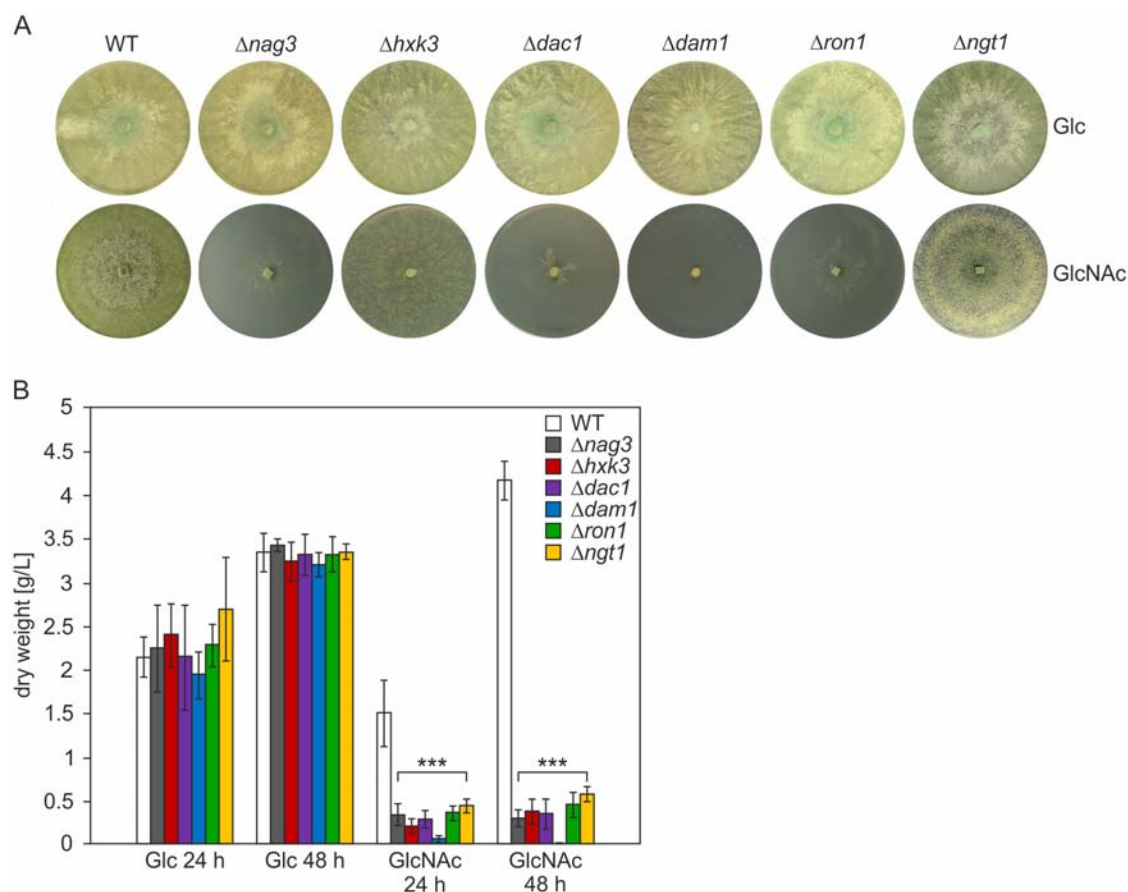 A
WT Δnag3 Δhxk3 Δdac1 Δdam1 Δron1 Δngt1
Glc
GlcNAc
B
5
4.5
4
3.5
3
2.5
2
1.5
1
0.5
0
dry weight [g/L]
WT
Δnag3
Δhxk3
Δdac1
Δdam1
Δron1
Δngt1
*** ***
Glc 24 h Glc 48 h GlcNAc GlcNAc
24 h 48 h